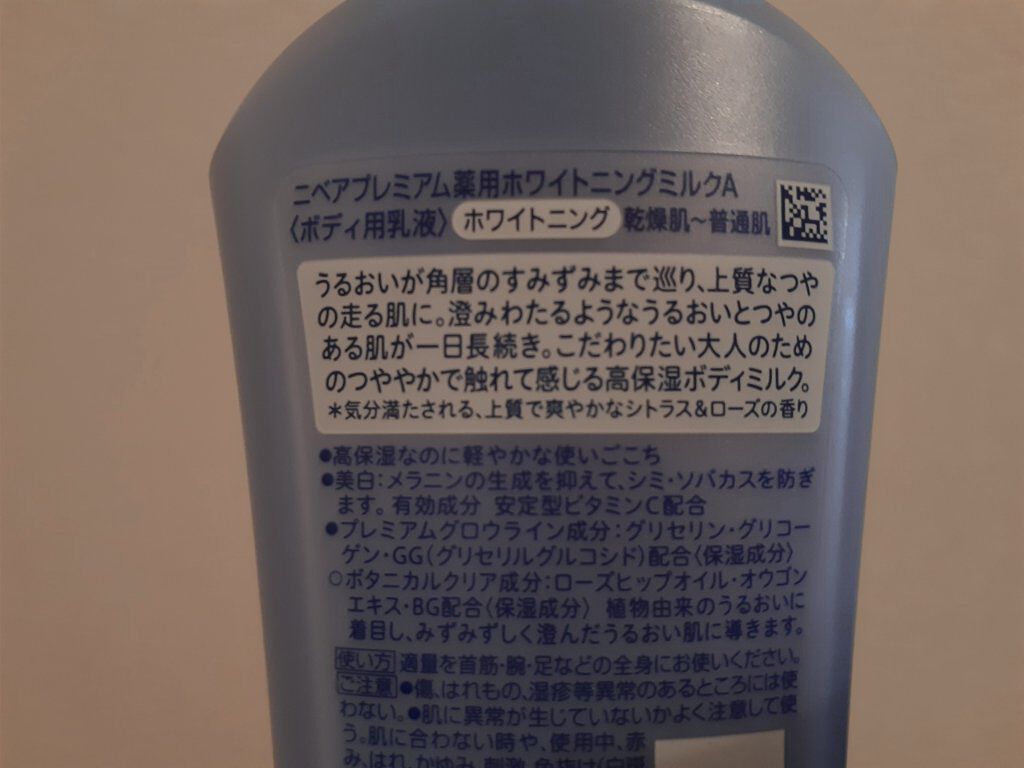 ニベアプレミアム薬用ホワイトニングミルクA
〈ボディ用乳液〉 ホワイトニング 乾燥肌～普通肌
うるおいが角層のすみずみまで巡り、上質なつや
の走る肌に。澄みわたるようなうるおいとつやの
ある肌が一日長続き。こだわりたい大人のため
のつややかで触れて感じる高保湿ボディミルク。
＊気分満たされる、上質で爽やかなシトラス&ローズの香り
●高保湿なのに軽やかな使いごこち
●美白：メラニンの生成を抑えて、シミ・ソバカスを防ぎ
ます。有効成分 安定型ビタミンC配合
●プレミアムグロウライン成分：グリセリン・グリコー
ゲン・GG(グリセリルグルコシド)配合〈保湿成分〉
○ボタニカルクリア成分：ローズヒップオイル・オウゴン
エキス・BG配合〈保湿成分〉 植物由来のうるおいに
着目し、みずみずしく澄んだうるおい肌に導きます。
使い方 適量を首筋・腕・足などの全身にお使いください。
ご注意 ●傷、はれもの、湿疹等異常のあるところには使
わない。●肌に異常が生じていないかよく注意して使
う。肌に合わない時や、使用中、赤
み、はれ、かゆみ、刺激、色抜け(白斑